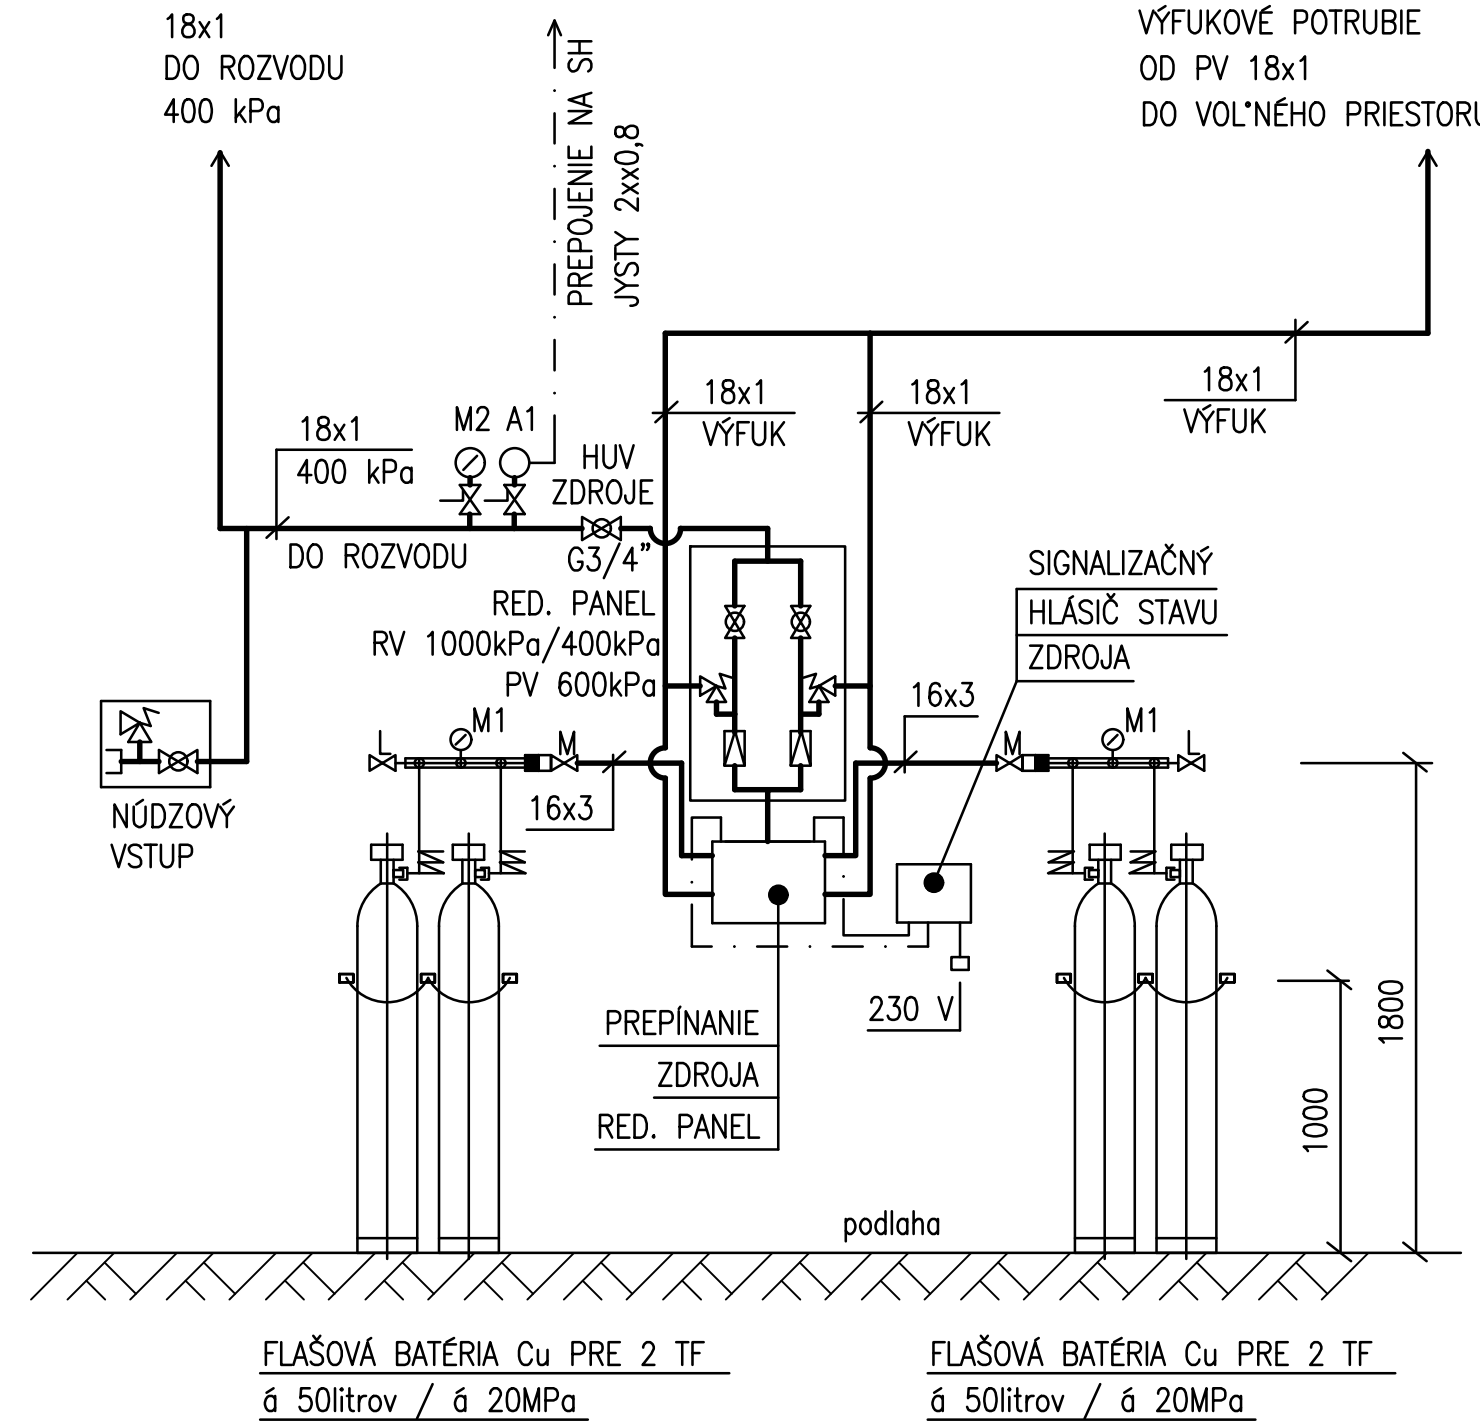 18x1
DO ROZVODU
400 kPa
PREPOJENIE NA SH
JYSTY 2xx0,8
VÝFUKOVÉ POTRUBIE
OD PV 18x1
DO VOĽNÉHO PRIESTORU
18x1
VÝFUK
18x1
VÝFUK
18x1
VÝFUK
M2 A1
18x1
400 kPa
HUV
ZDROJE
DO ROZVODU
G3/4"
RED. PANEL
RV 1000kPa/400kPa
PV 600kPa
SIGNALIZAČNÝ
HLÁSIČ STAVU
ZDROJA
NÚDZOVÝ
VSTUP
L
M1
M
16x3
16x3
M
M1
L
230 V
PREPÍNANIE
ZDROJA
RED. PANEL
1800
1000
podlaha
FLAŠOVÁ BATÉRIA Cu PRE 2 TF
á 50litrov / á 20MPa
FLAŠOVÁ BATÉRIA Cu PRE 2 TF
á 50litrov / á 20MPa